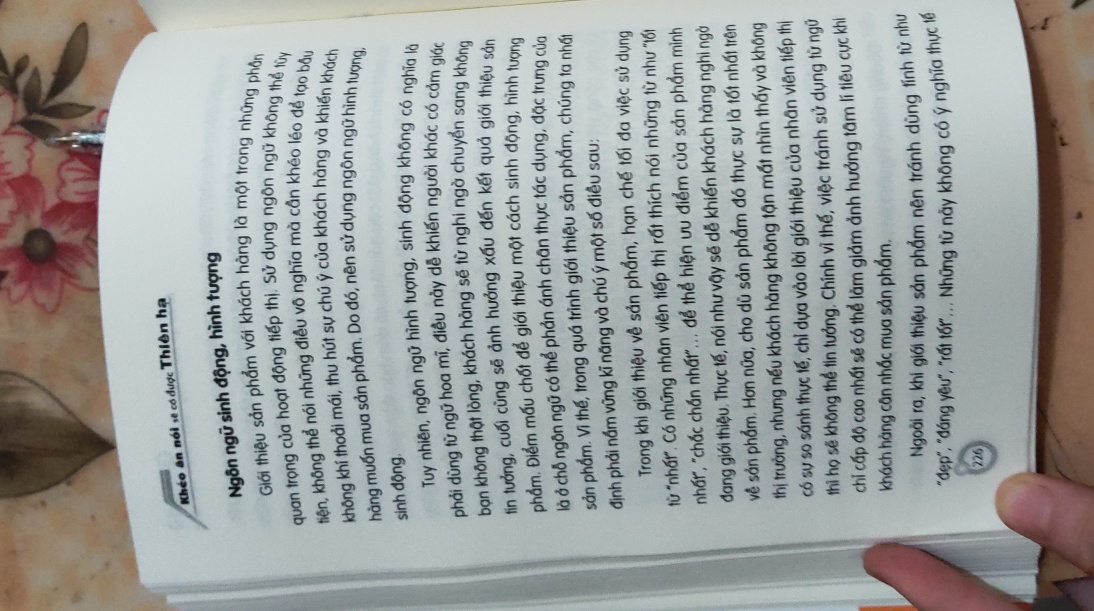 Khéo ăn nói sẽ có được Thiên hạ
Ngôn ngữ sinh động, hình tượng
Giới thiệu sản phẩm với khách hàng là một trong những phần
quan trọng của hoạt động tiếp thị. Sử dụng ngôn ngữ không thể tùy
tiện, không thể nói những điều vô nghĩa mà cần khéo léo để tạo bầu
không khí thoải mái, thu hút sự chú ý của khách hàng và khiến khách
hàng muốn mua sản phẩm. Do đó, nên sử dụng ngôn ngữ hình tượng,
sinh động.
Tuy nhiên, ngôn ngữ hình tượng, sinh động không có nghĩa là
phải dùng từ ngữ hoa mĩ, điều này dễ khiến người khác có cảm giác
bạn không thật lòng, khách hàng sẽ từ nghi ngờ chuyển sang không
tin tưởng, cuối cùng sẽ ảnh hưởng xấu đến kết quả giới thiệu sản
phẩm. Điểm mấu chốt để giới thiệu một cách sinh động, hình tượng
là ở chỗ ngôn ngữ có thể phản ánh chân thực tác dụng, đặc trưng của
sản phẩm. Vì thế, trong quá trình giới thiệu sản phẩm, chúng ta nhất
định phải nắm vững kĩ năng và chú ý một số điều sau:
Trong khi giới thiệu về sản phẩm, hạn chế tối đa việc sử dụng
từ “nhất”. Có những nhân viên tiếp thị rất thích nói những từ như “tốt
nhất”, “chắc chắn nhất”… để thể hiện ưu điểm của sản phẩm mình
đang giới thiệu. Thực tế, nói như vậy sẽ dễ khiến khách hàng nghi ngờ
về sản phẩm. Hơn nữa, cho dù sản phẩm đó thực sự là tốt nhất trên
thị trường, nhưng nếu khách hàng không tận mắt nhìn thấy và không
có sự so sánh thực tế, chỉ dựa vào lời giới thiệu của nhân viên tiếp thị
thì họ sẽ không thể tin tưởng. Chính vì thế, việc tránh sử dụng từ ngữ
chỉ cấp độ cao nhất sẽ có thể làm giảm ảnh hưởng tâm lí tiêu cực khi
khách hàng cân nhắc mua sản phẩm.
Ngoài ra, khi giới thiệu sản phẩm nên tránh dùng tính từ như
“đẹp”, “đáng yêu”, “rất tốt”… Những từ này không có ý nghĩa thực tế
226